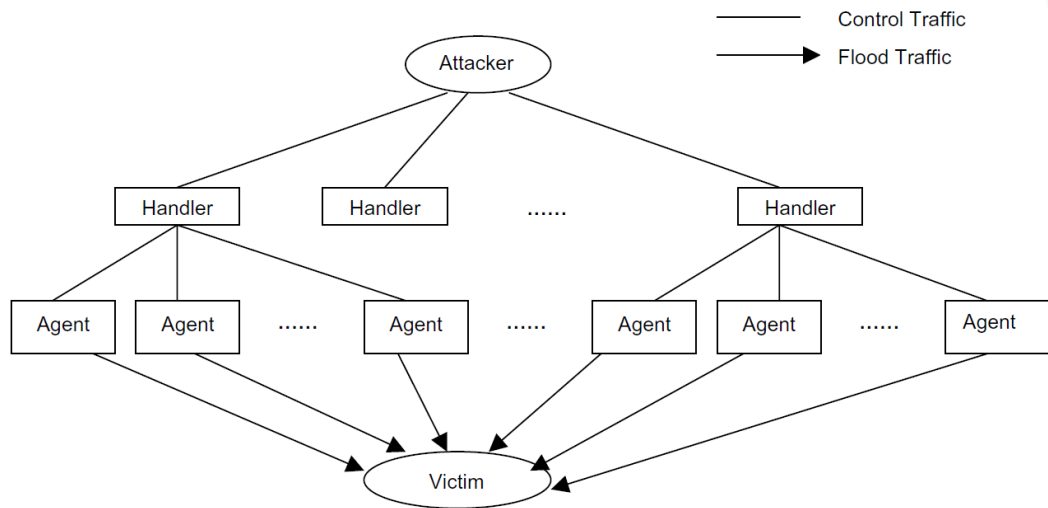 Control Traffic
Attacker
Flood Traffic
Handler
Handler
......
Handler
Agent
Agent
......
Agent
......
Agent
Agent
......
Agent
Victim